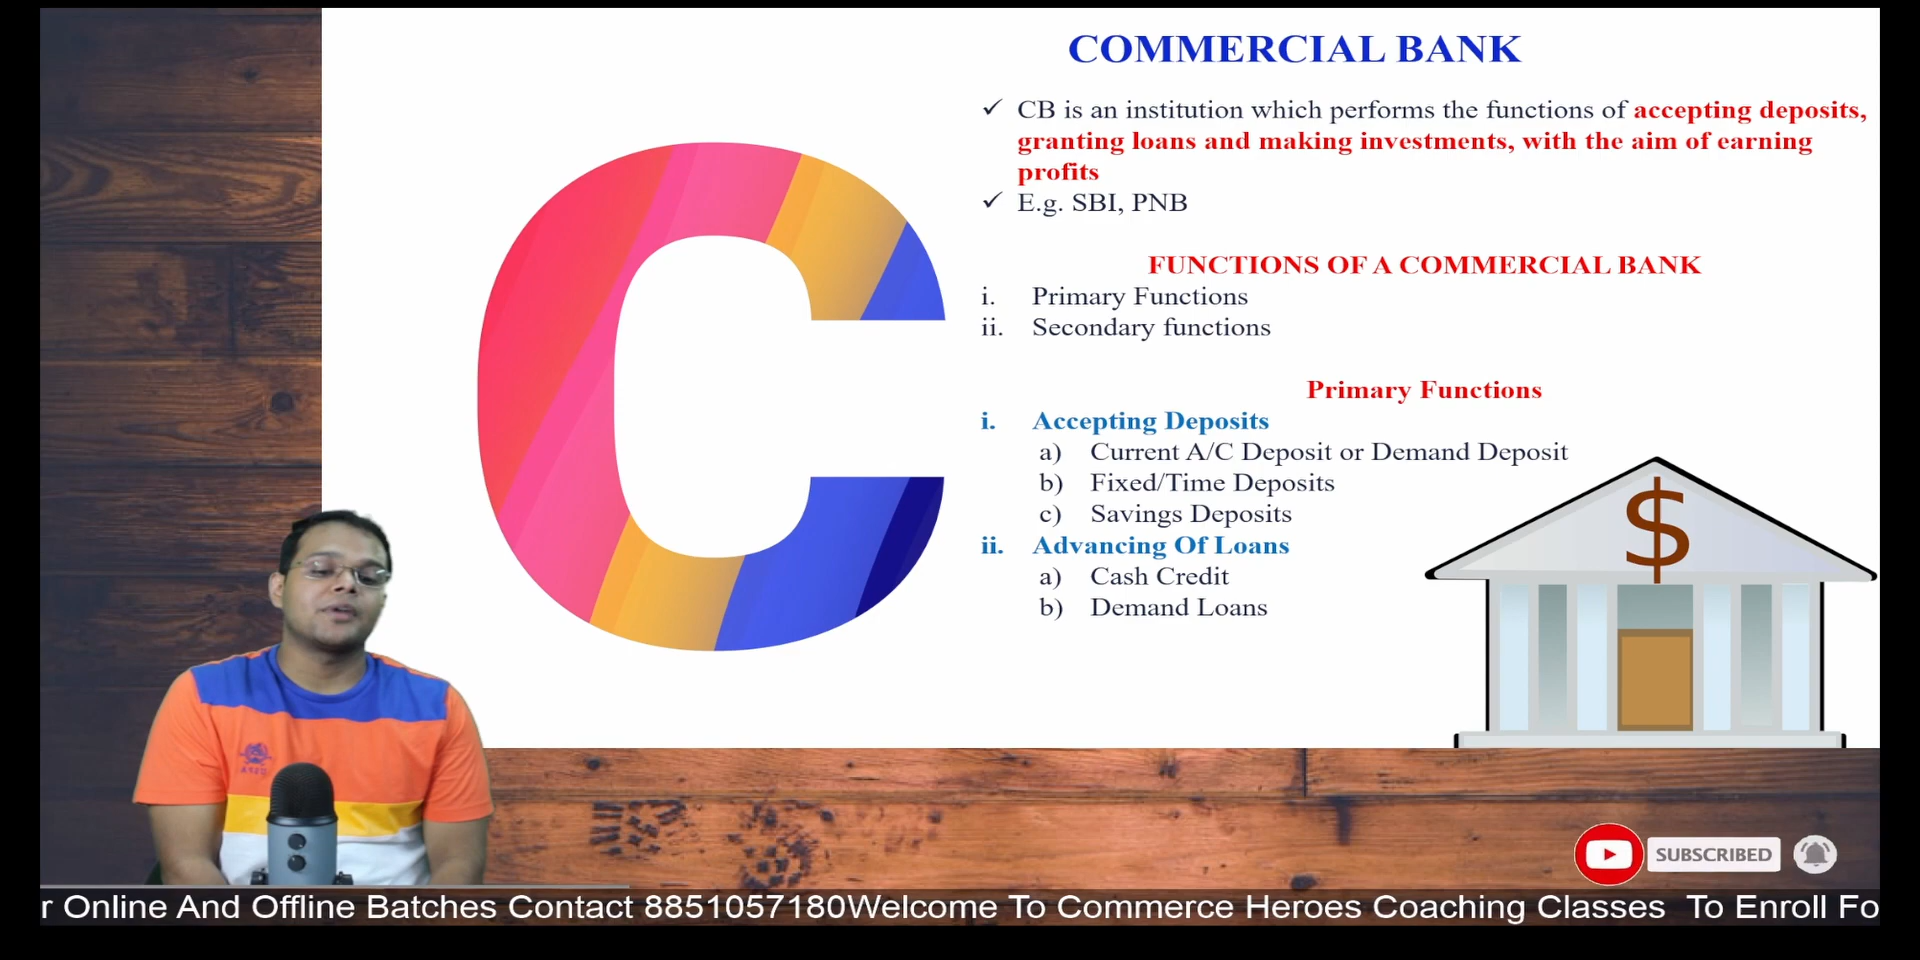 COMMERCIAL BANK
✓ CB is an institution which performs the functions of accepting deposits,
granting loans and making investments, with the aim of earning
profits
✓ E.g. SBI, PNB
FUNCTIONS OF A COMMERCIAL BANK
i. Primary Functions
ii. Secondary functions
Primary Functions
i. Accepting Deposits
a) Current A/C Deposit or Demand Deposit
b) Fixed/Time Deposits
c) Savings Deposits
ii. Advancing Of Loans
a) Cash Credit
b) Demand Loans
C
$
SUBSCRIBED
r Online And Offline Batches Contact 8851057180Welcome To Commerce Heroes Coaching Classes To Enroll Fo